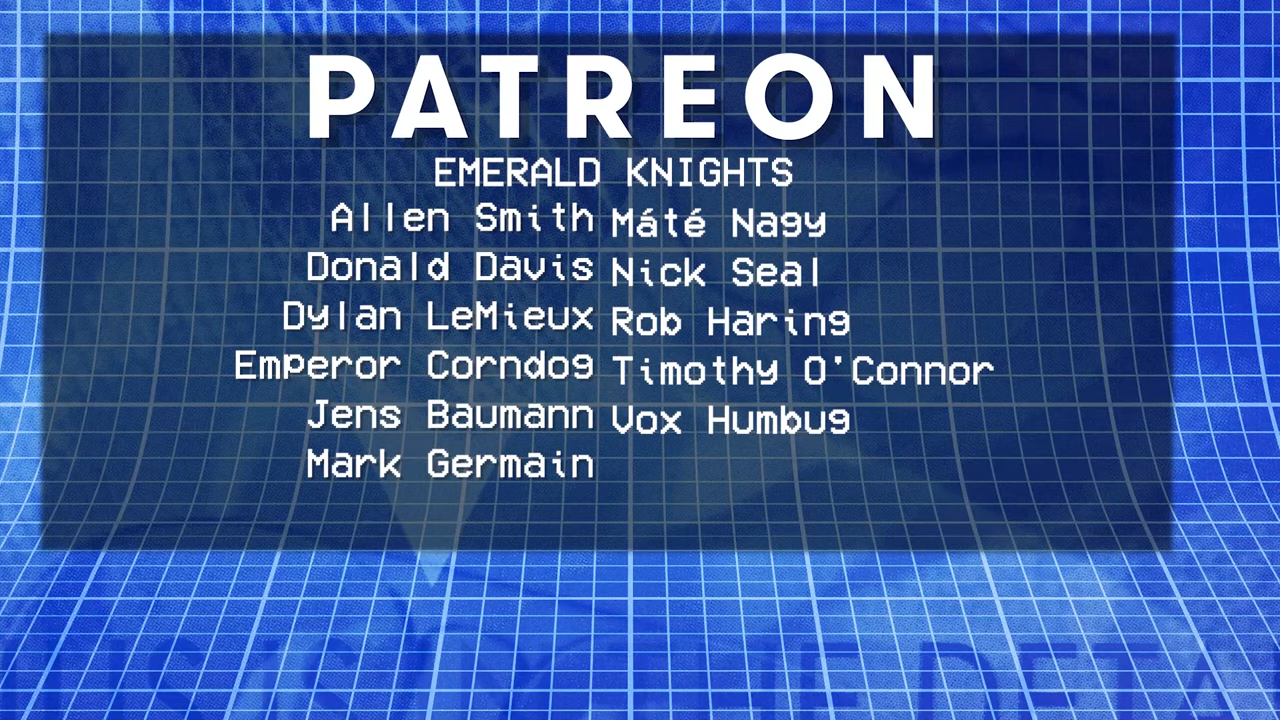 PATREON
EMERALD KNIGHTS
Allen Smith
Donald Davis
Dylan LeMieux
Emperor Corndog
Jens Baumann
Mark Germain
Máté Nagy
Nick Seal
Rob Haring
Timothy O'Connor
Vox Humbug